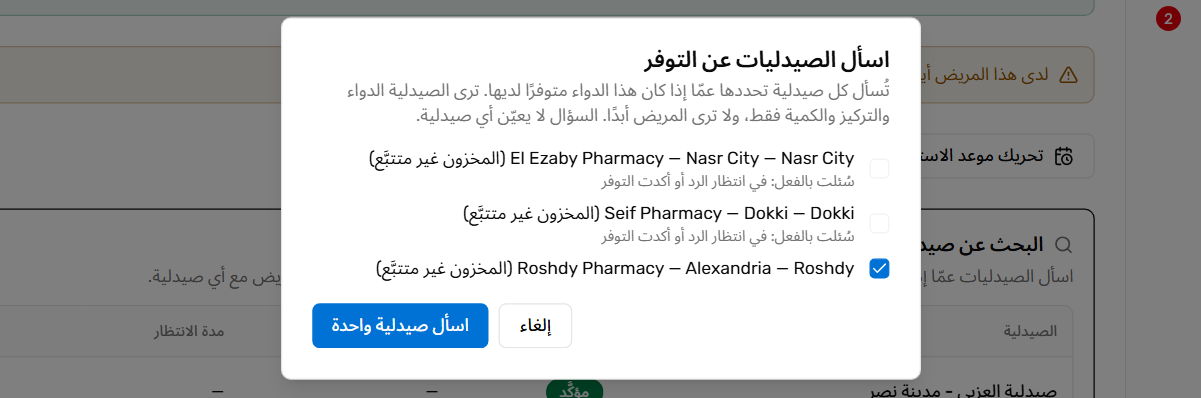 2
لدى هذا المريض
تحريك موعد
البحث عن
اسأل الصيدليات عمّا
يض مع أي صيدلية.
الصيدلية
مدة الانتظار
صيدلية العزبي - مدينة نصر
مؤكَّد
—
—
اسأل الصيدليات عن التوفر
تُسأل كل صيدلية تحددها عمّا إذا كان هذا الدواء متوفرًا لديها. ترى الصيدلية الدواء
والتركيز والكمية فقط، ولا ترى المريض أبدًا. السؤال لا يعيّن أي صيدلية.
El Ezaby Pharmacy — Nasr City — Nasr City (المخزون غير متتبَّع)
سُئلت بالفعل: في انتظار الرد أو أكدت التوفر
Seif Pharmacy — Dokki — Dokki (المخزون غير متتبَّع)
سُئلت بالفعل: في انتظار الرد أو أكدت التوفر
Roshdy Pharmacy — Alexandria — Roshdy (المخزون غير متتبَّع)
إلغاء
اسأل صيدلية واحدة